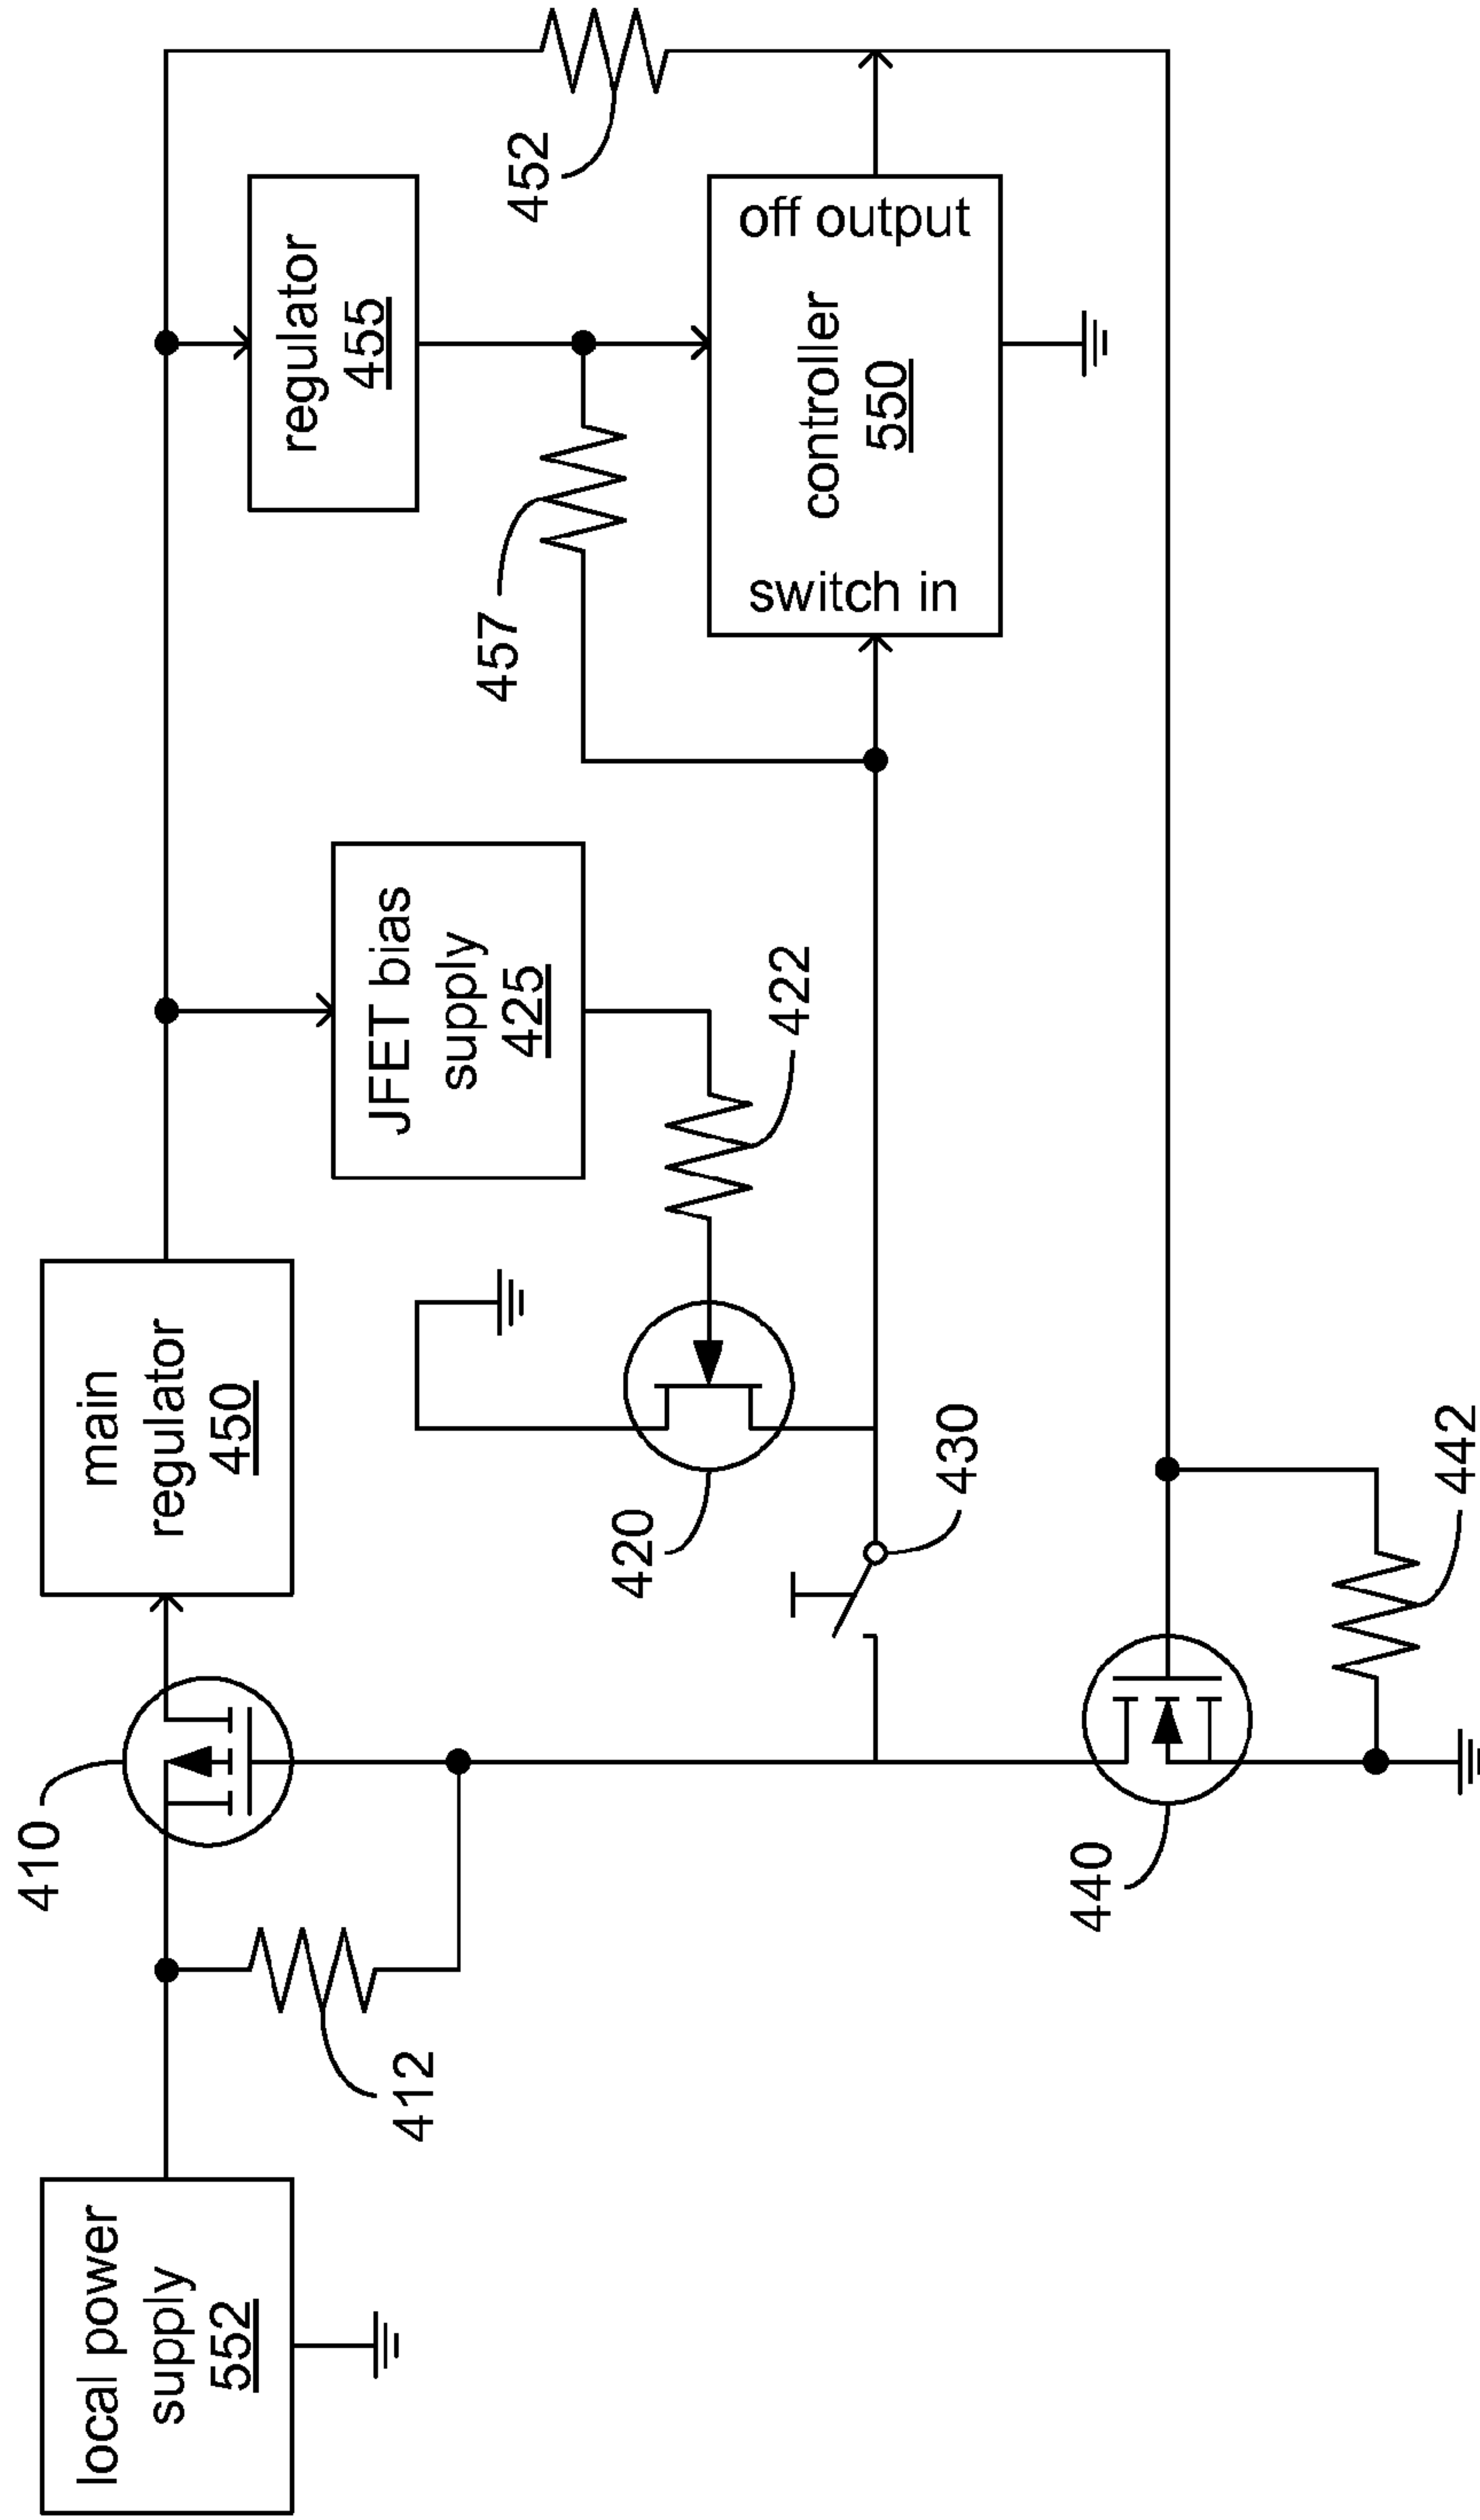 local power
supply
552
412
410
main
regulator
450
420
430
440
442
JFET bias
supply
425
422
457
regulator
455
452
switch in
controller
550
off output